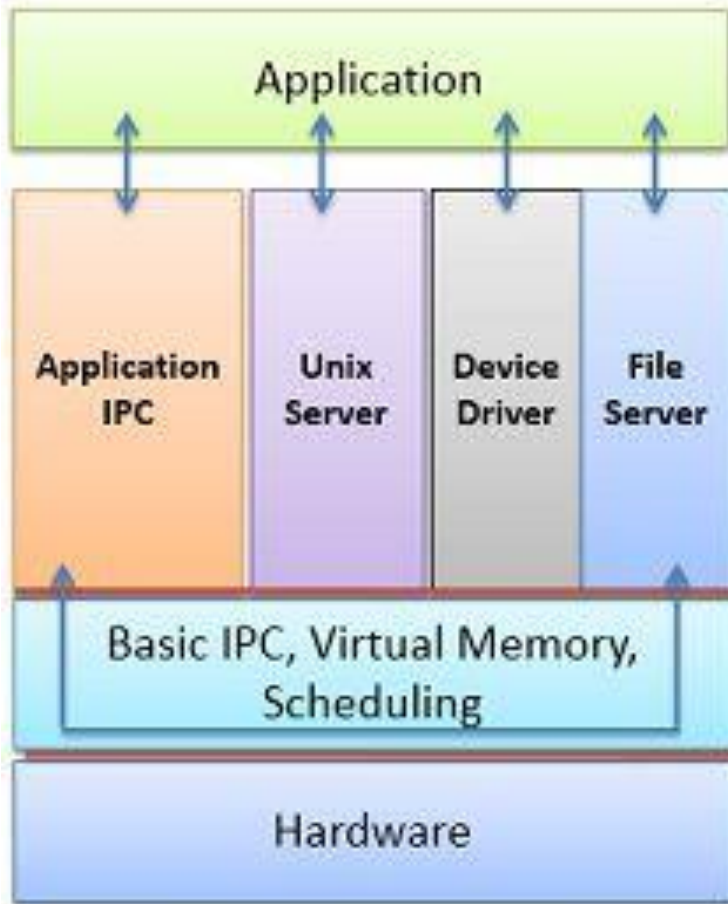 Application
Application
IPC
Unix
Server
Device
Driver
File
Server
Basic IPC, Virtual Memory,
Scheduling
Hardware